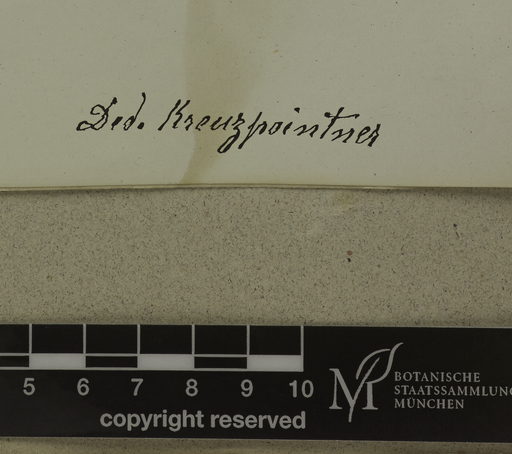 Ded. Kreuzpointner
5 6 7 8 9 10
copyright reserved
BOTANISCHE
STAATSSAMMLUNG
MÜNCHEN